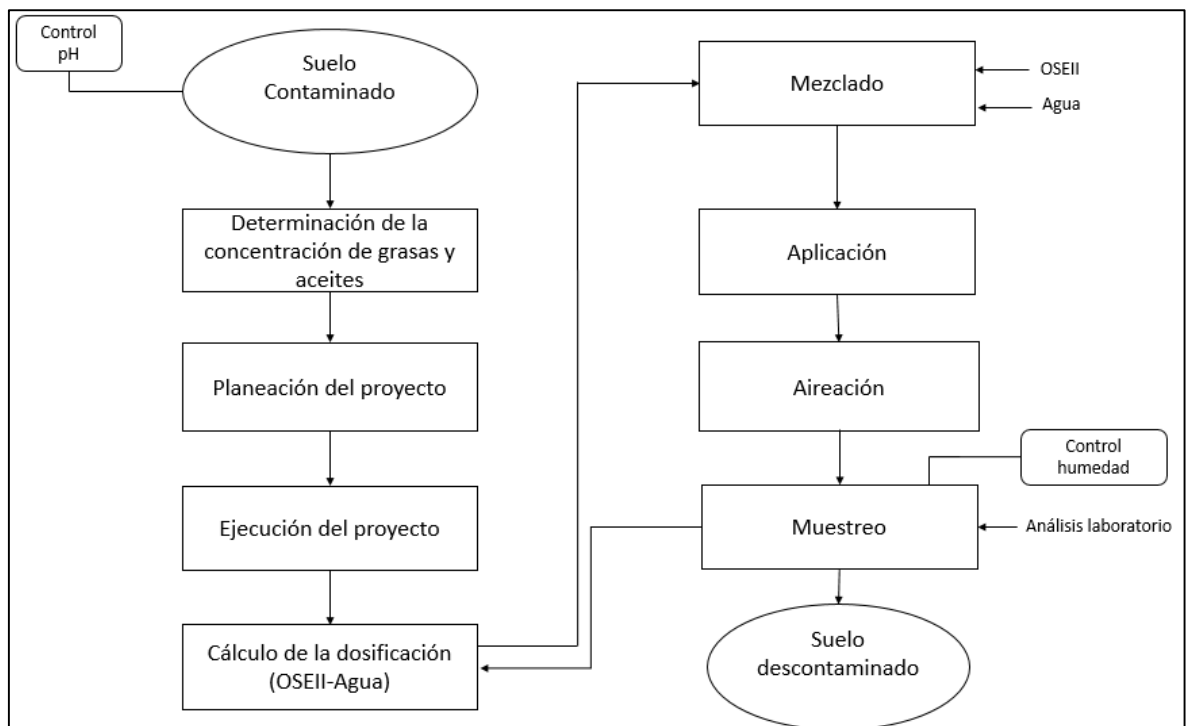 Control
pH
Suelo
Contaminado
Determinación de la
concentración de grasas y
aceites
Planeación del proyecto
Ejecución del proyecto
Cálculo de la dosificación
(OSEII-Agua)
Mezclado
OSEII
Agua
Aplicación
Aireación
Control
humedad
Muestreo
Análisis laboratorio
Suelo
descontaminado